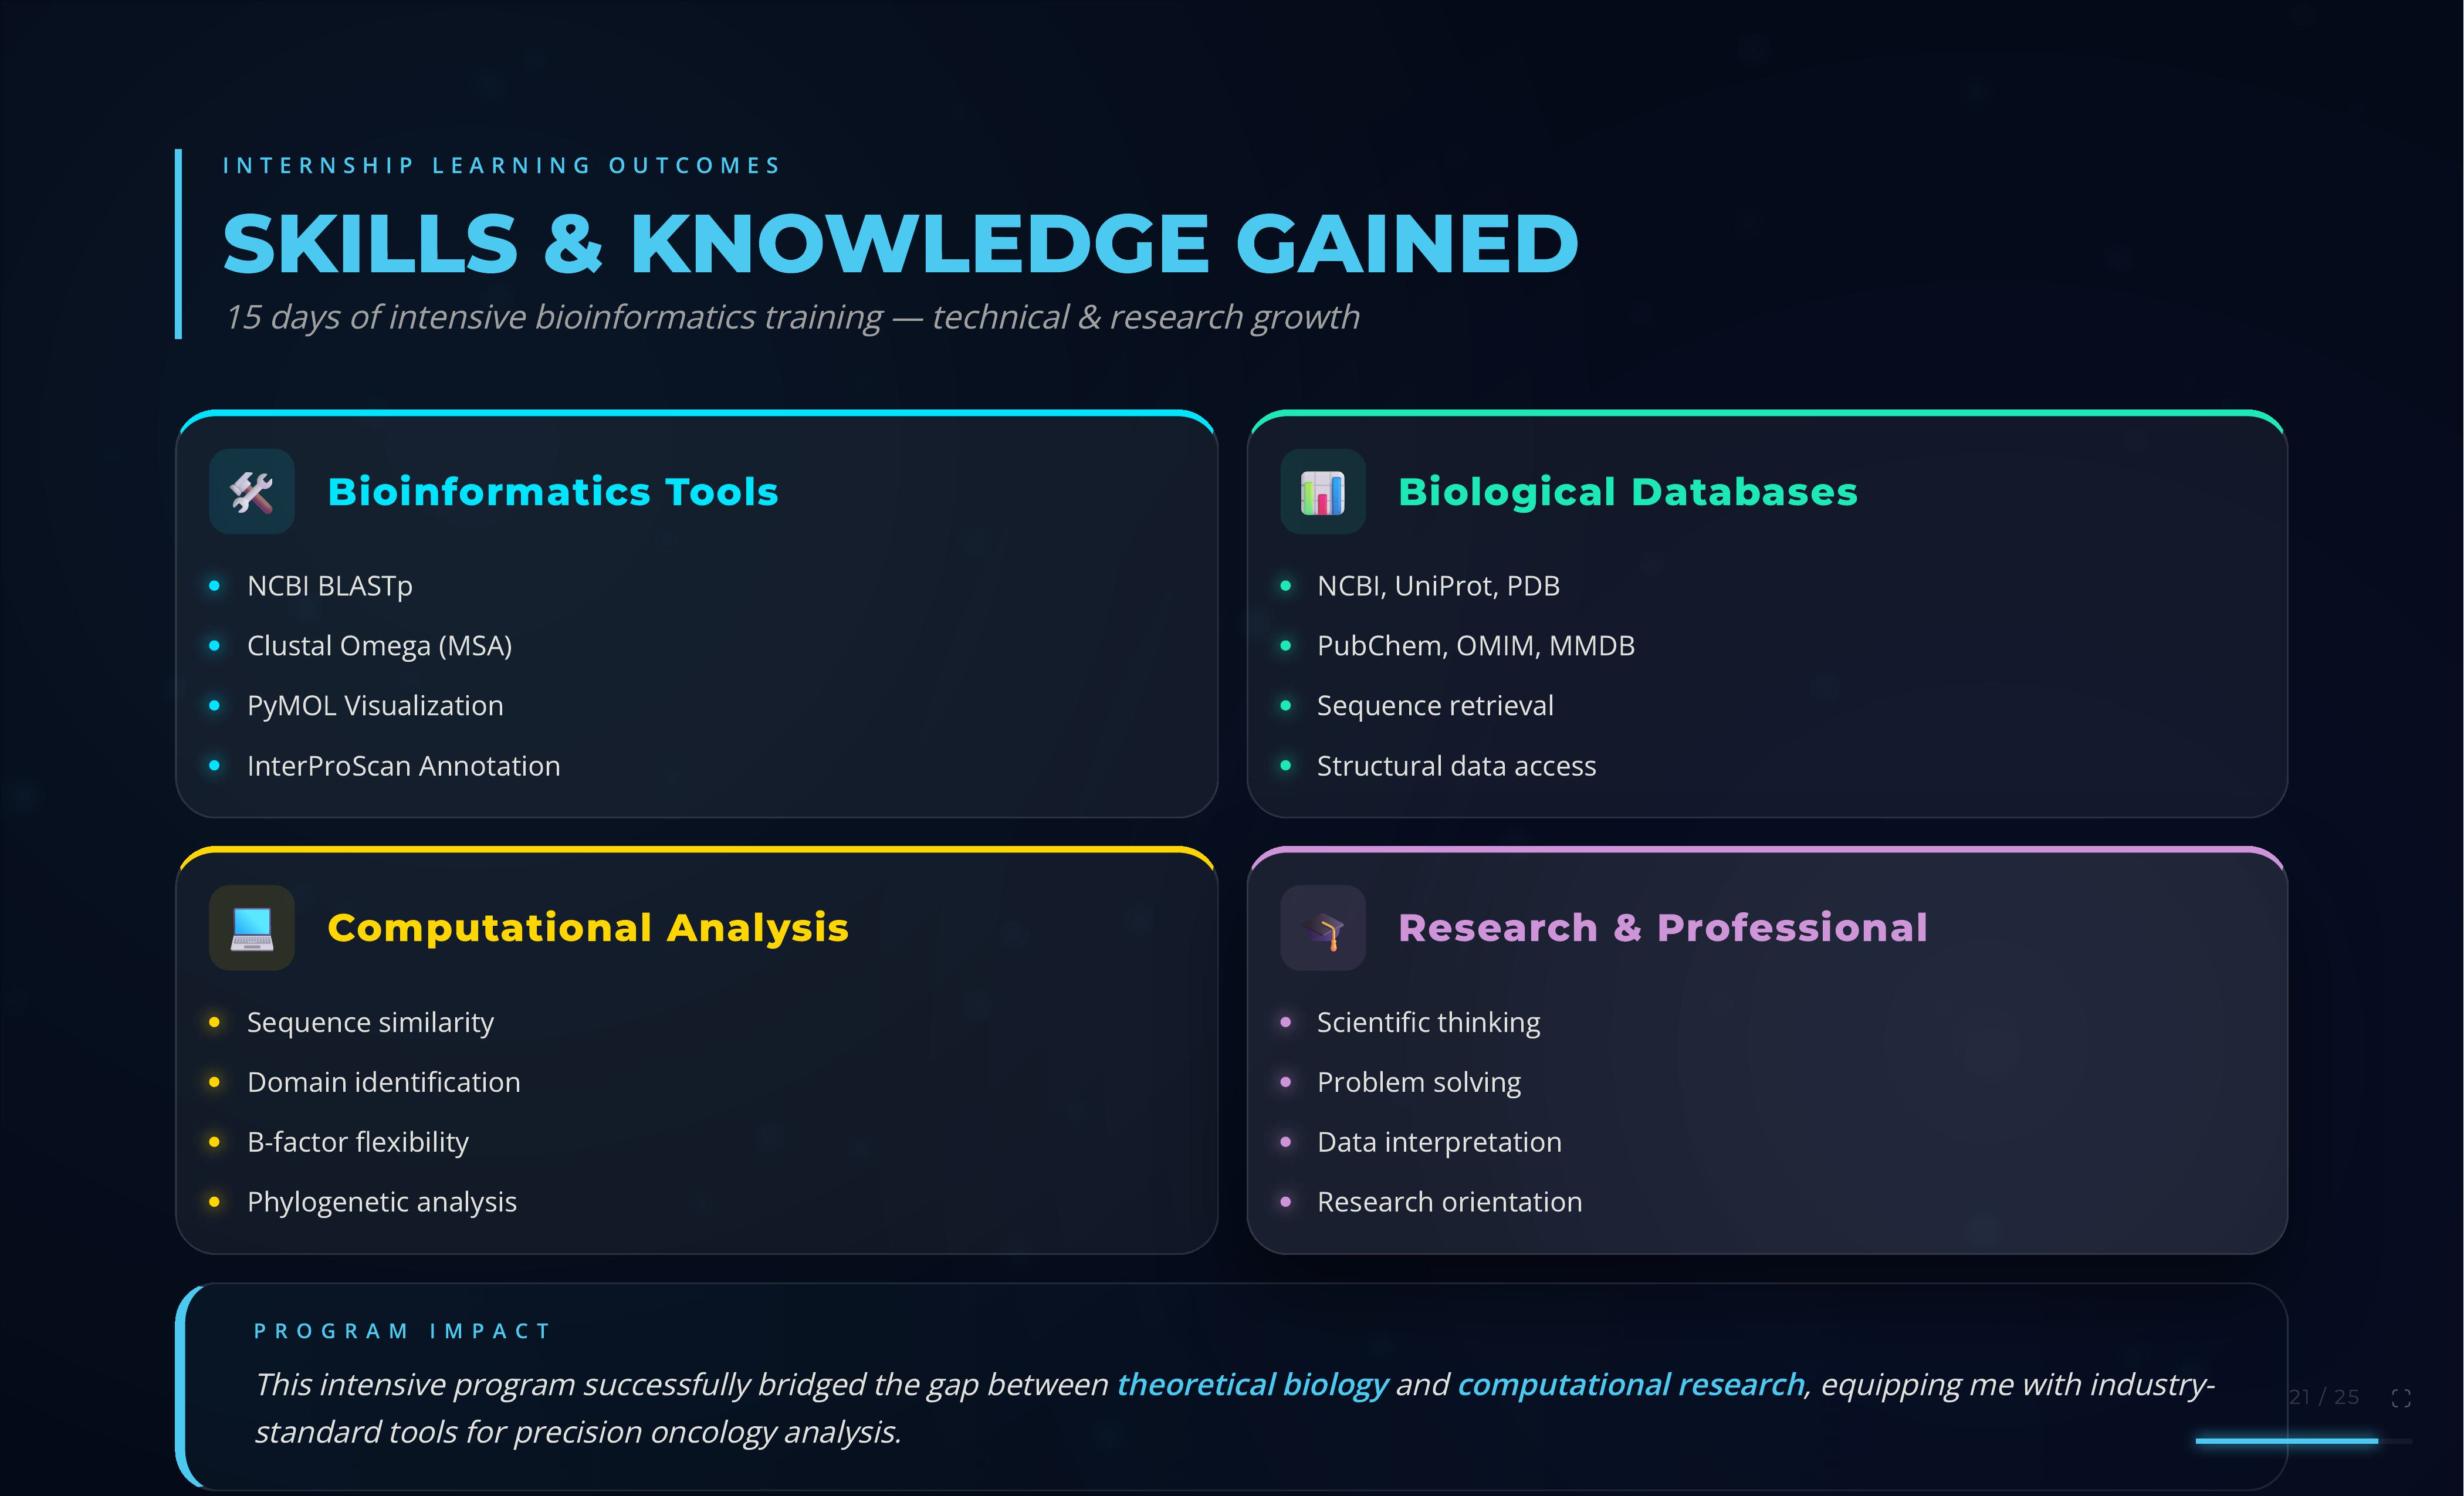 INTERNSHIP LEARNING OUTCOMES
SKILLS & KNOWLEDGE GAINED
15 days of intensive bioinformatics training — technical & research growth
Bioinformatics Tools
NCBI BLASTp
Clustal Omega (MSA)
PyMOL Visualization
InterProScan Annotation
Biological Databases
NCBI, UniProt, PDB
PubChem, OMIM, MMDB
Sequence retrieval
Structural data access
Computational Analysis
Sequence similarity
Domain identification
B-factor flexibility
Phylogenetic analysis
Research & Professional
Scientific thinking
Problem solving
Data interpretation
Research orientation
PROGRAM IMPACT
This intensive program successfully bridged the gap between theoretical biology and computational research, equipping me with industry-
standard tools for precision oncology analysis.
21 / 25